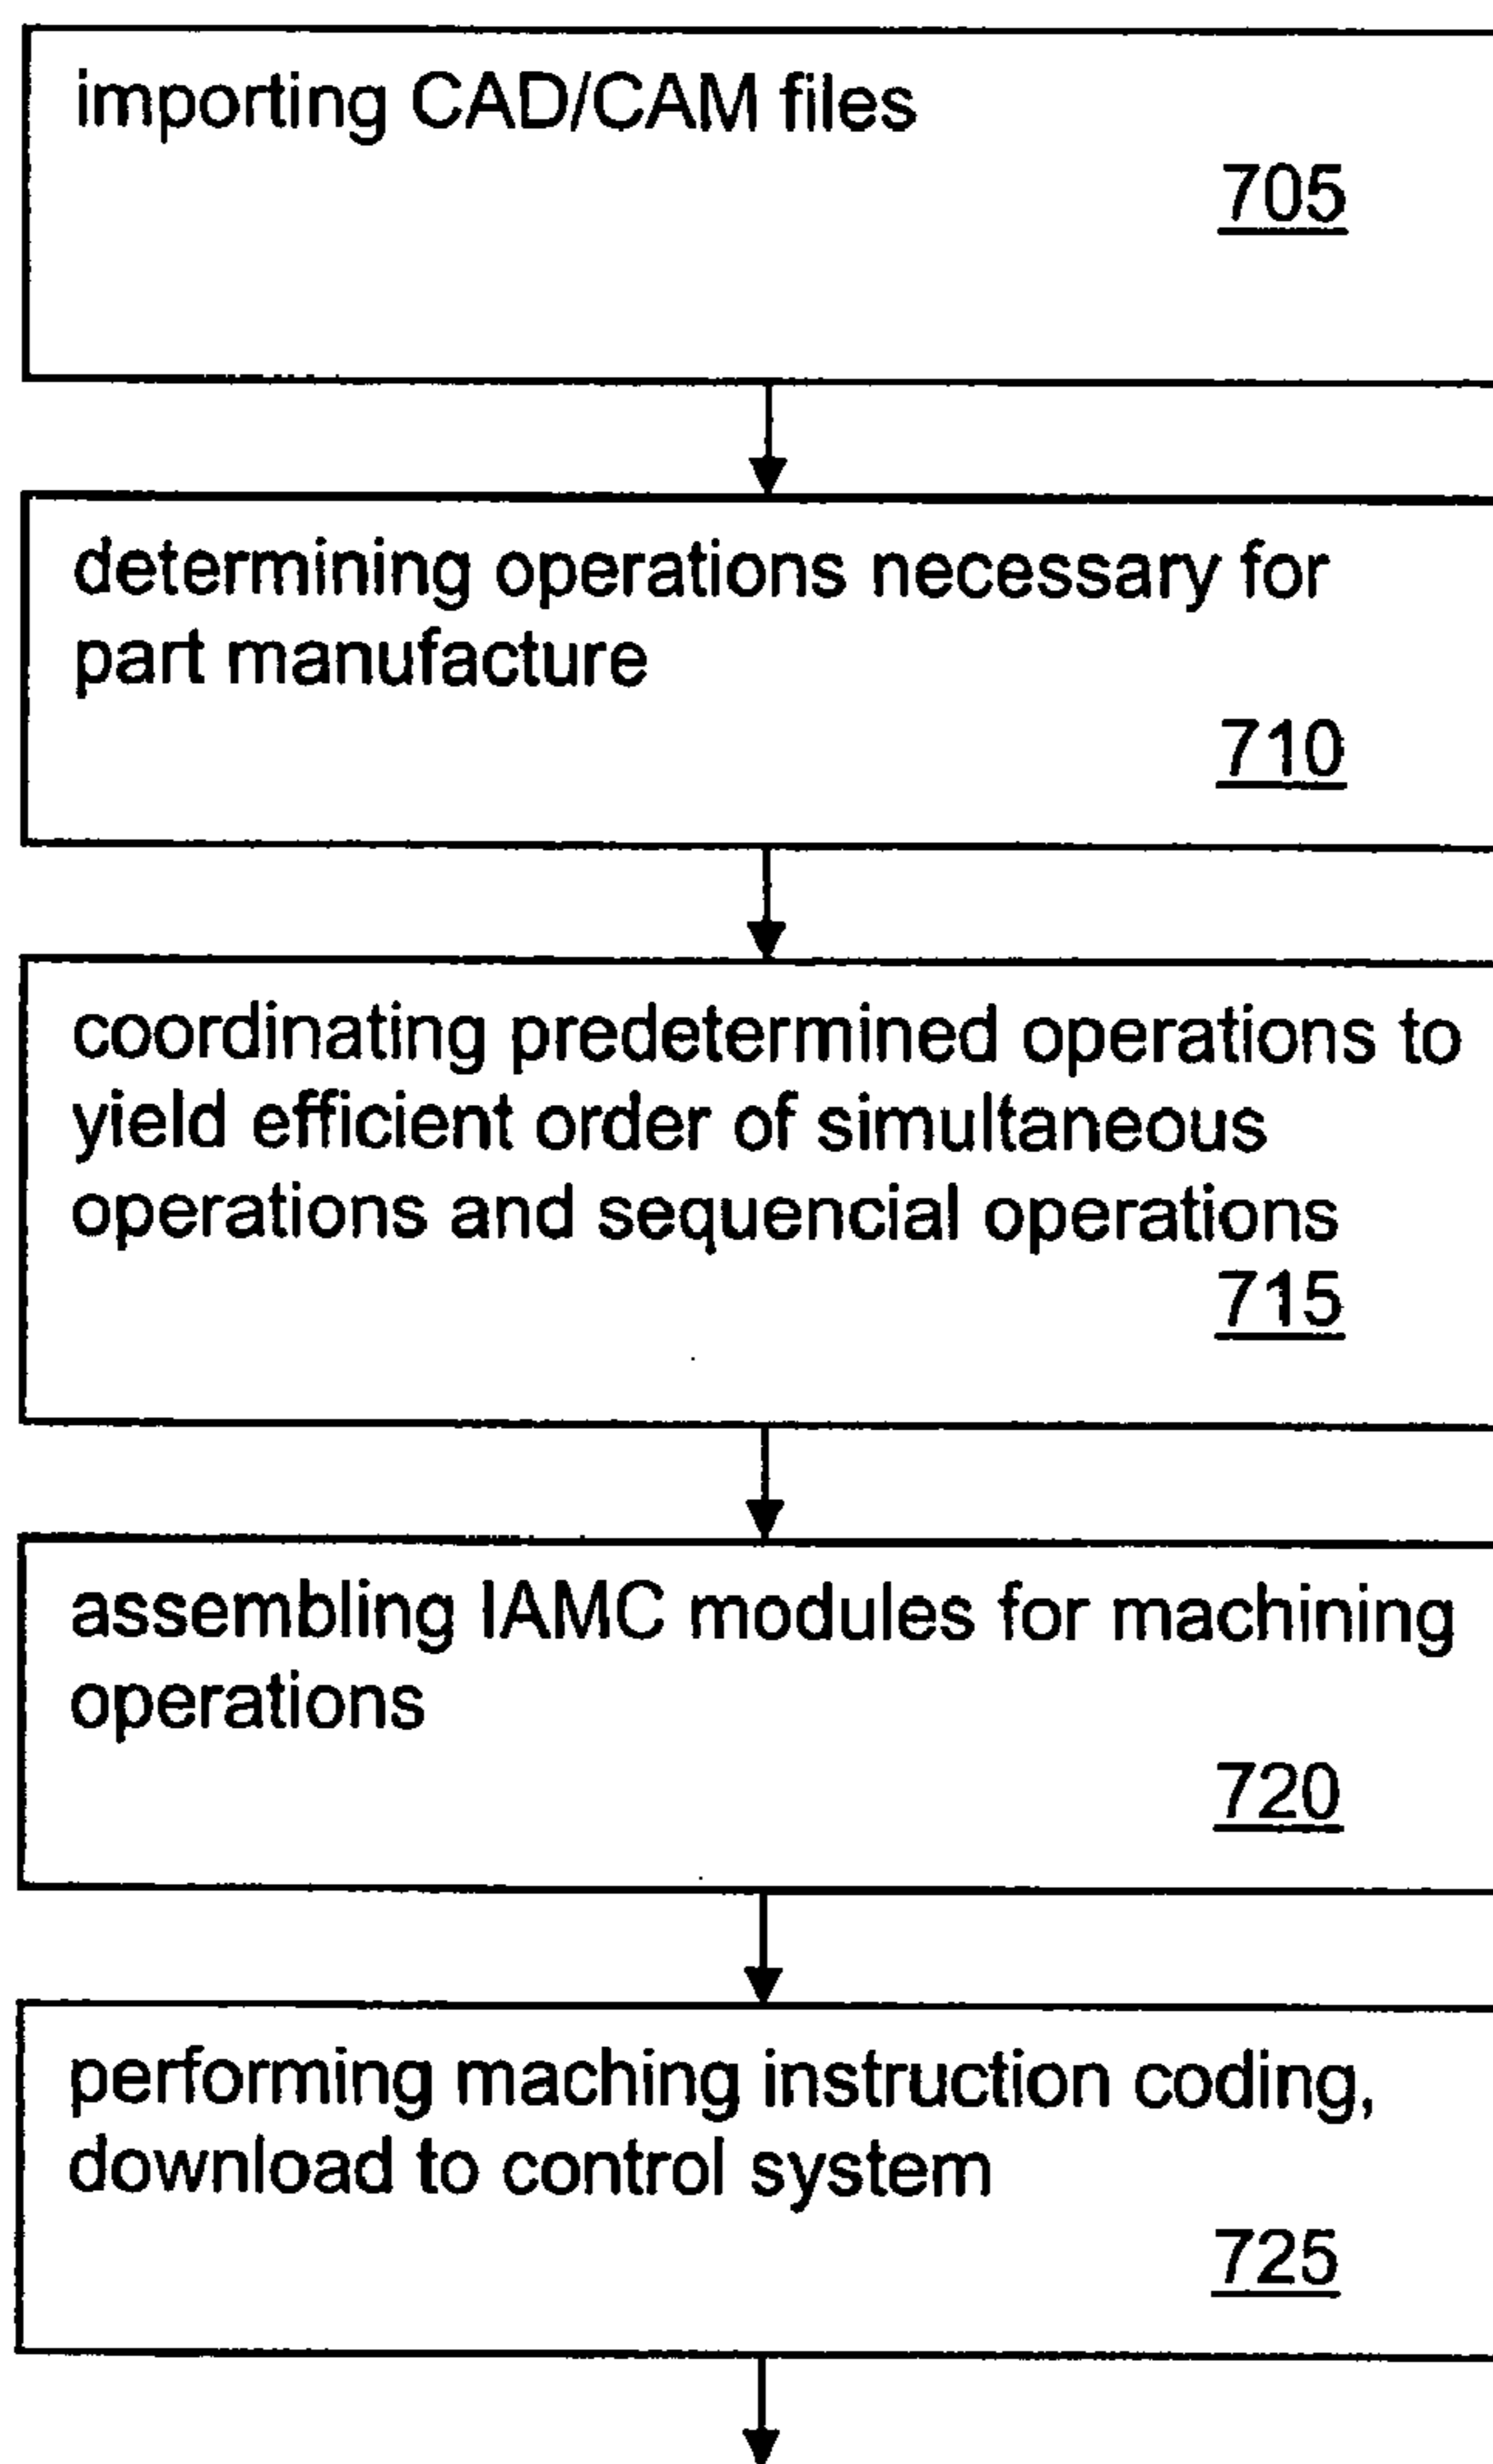 importing CAD/CAM files
705
determining operations necessary for
part manufacture
710
coordinating predetermined operations to
yield efficient order of simultaneous
operations and sequencial operations
715
assembling IAMC modules for machining
operations
720
performing maching instruction coding,
download to control system
725